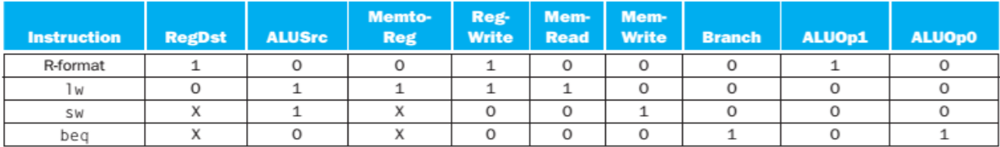 Instruction RegDst ALUSrc Memto-Reg Reg-Write Mem-Read Mem-Write Branch ALUOp1 ALUOp0
R-format 1 0 0 1 0 0 0 1 0
lw 0 1 1 1 1 0 0 0 0
sw X 1 X 0 0 1 0 0 0
beq X 0 X 0 0 0 1 0 1